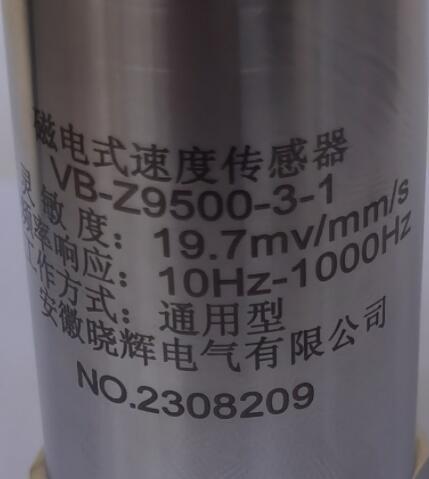 磁电式速度传感器
VB-Z9500-3-1
灵敏度：19.7mv/mm/s
频率响应：10Hz-1000Hz
工作方式：通用型
安徽晓辉电气有限公司
NO.2308209